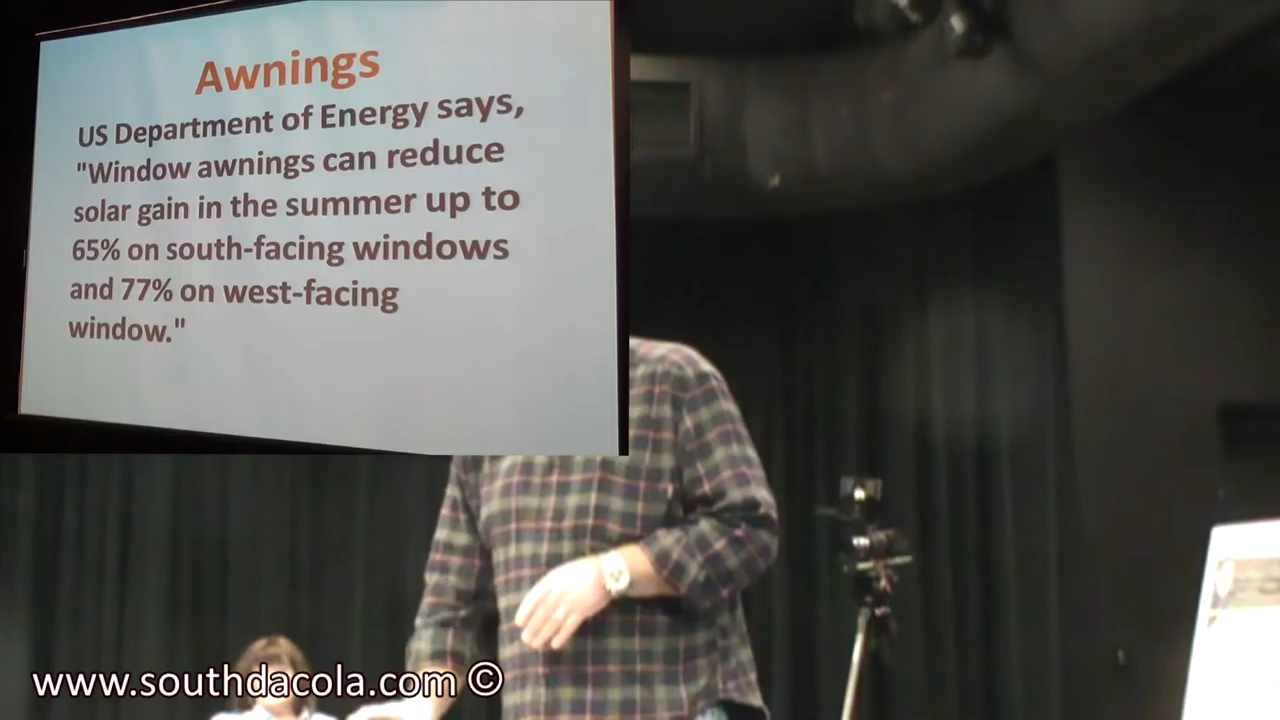 Awnings
US Department of Energy says,
"Window awnings can reduce
solar gain in the summer up to
65% on south-facing windows
and 77% on west-facing
window."
www.southdacola.com ©